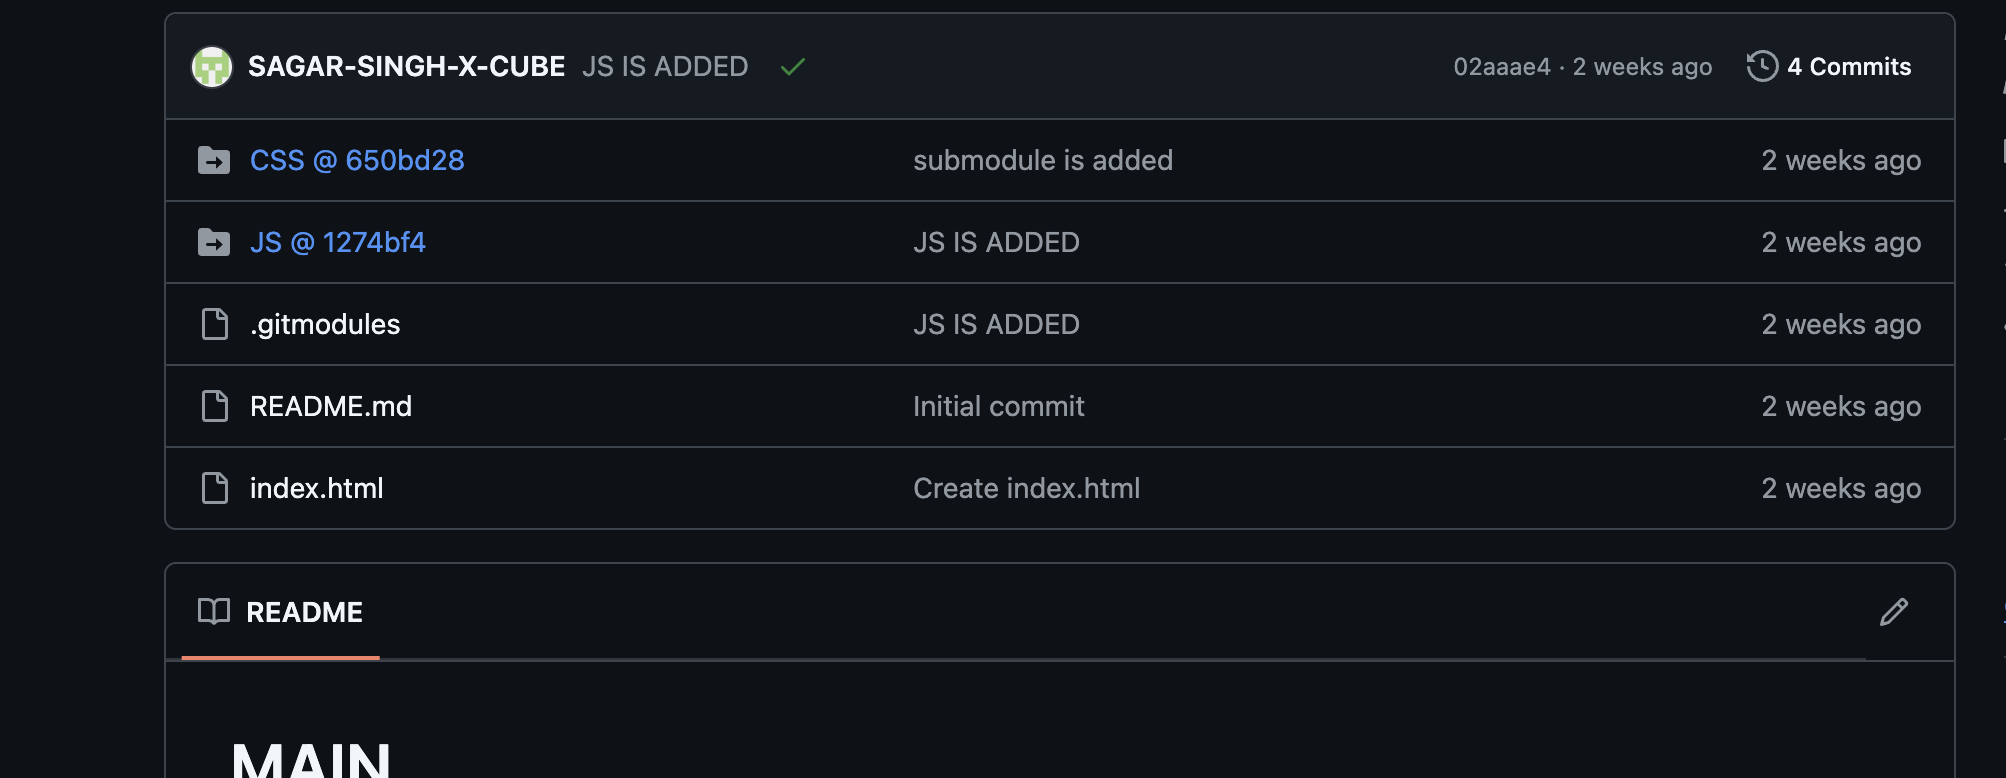 SAGAR-SINGH-X-CUBE JS IS ADDED 02aaae4 · 2 weeks ago 4 Commits
CSS @ 650bd28 submodule is added 2 weeks ago
JS @ 1274bf4 JS IS ADDED 2 weeks ago
.gitmodules JS IS ADDED 2 weeks ago
README.md Initial commit 2 weeks ago
index.html Create index.html 2 weeks ago
README
MAIN